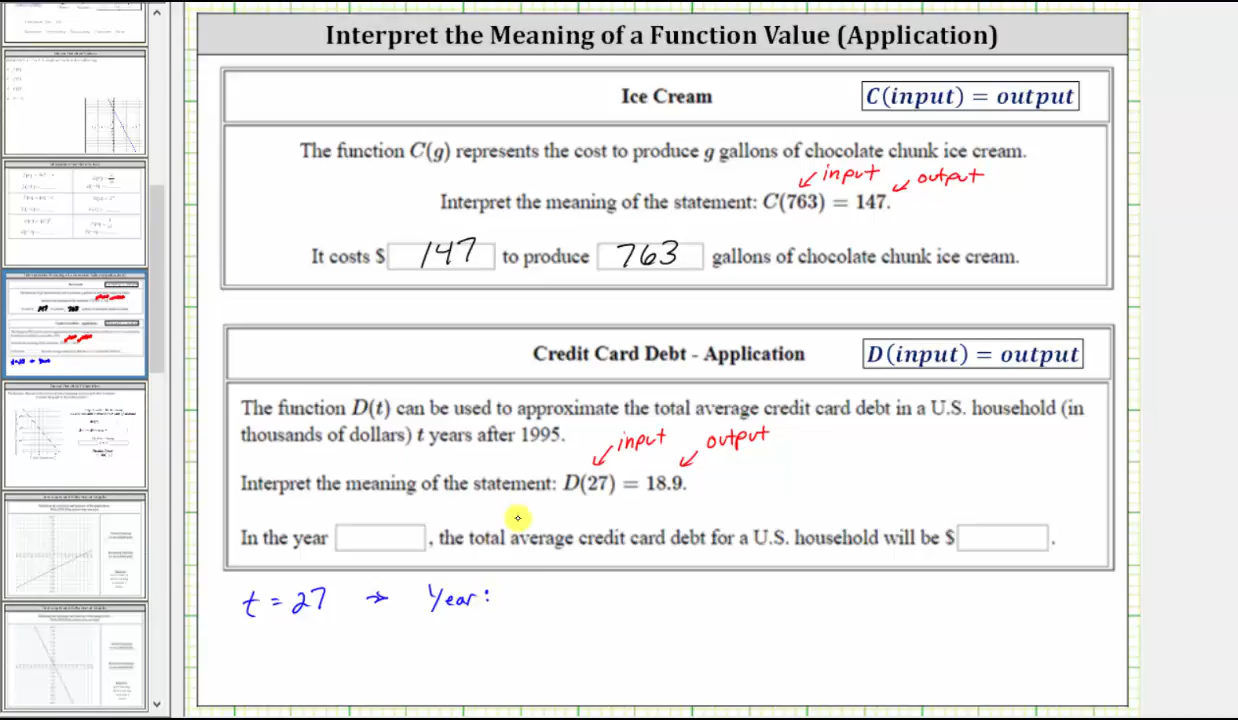 Interpret the Meaning of a Function Value (Application)
Ice Cream
C(input) = output
The function C(g) represents the cost to produce g gallons of chocolate chunk ice cream.
input output
Interpret the meaning of the statement: C(763) = 147.
It costs $ 147 to produce 763 gallons of chocolate chunk ice cream.
Credit Card Debt - Application
D(input) = output
The function D(t) can be used to approximate the total average credit card debt in a U.S. household (in
thousands of dollars) t years after 1995.
input output
Interpret the meaning of the statement: D(27) = 18.9.
In the year , the total average credit card debt for a U.S. household will be $ .
t = 27 → Year: